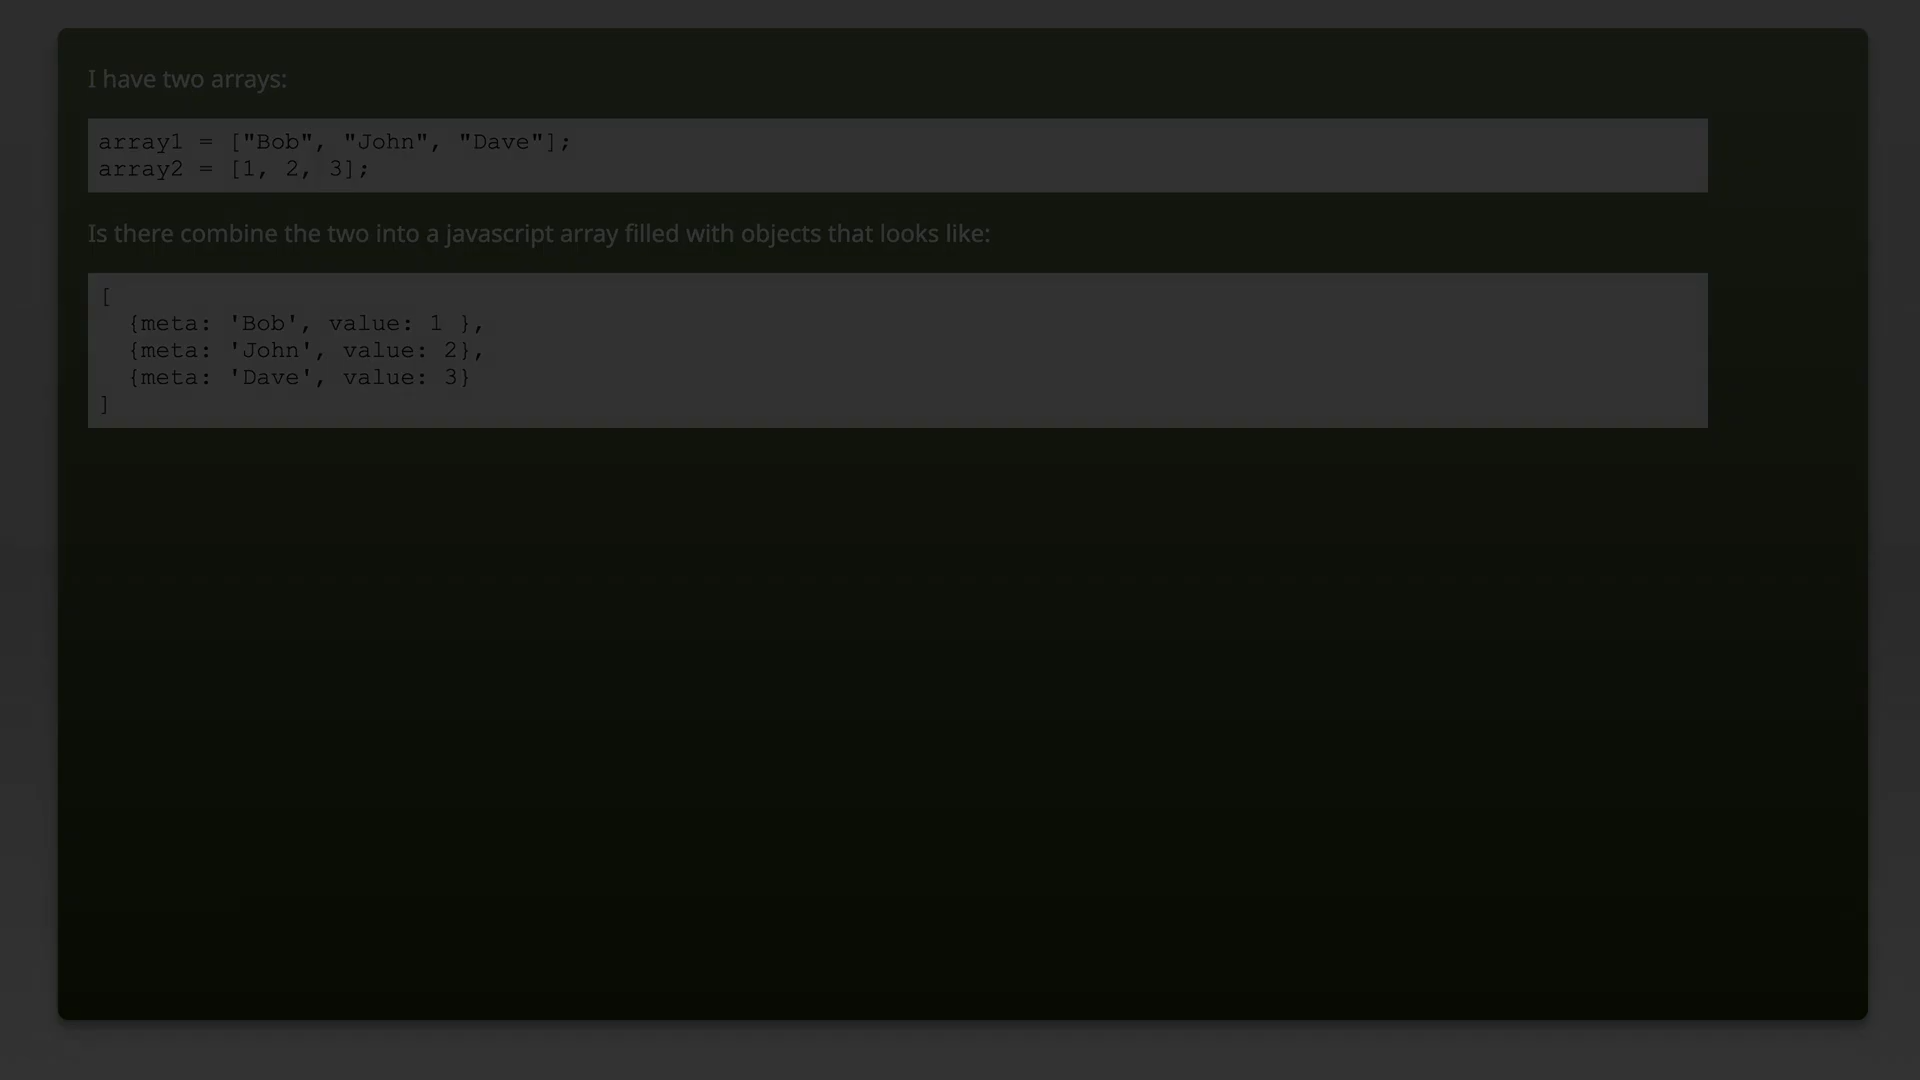 I have two arrays:
array1 = ["Bob", "John", "Dave"];
array2 = [1, 2, 3];
Is there combine the two into a javascript array filled with objects that looks like:
[
  {meta: 'Bob', value: 1 },
  {meta: 'John', value: 2},
  {meta: 'Dave', value: 3}
]